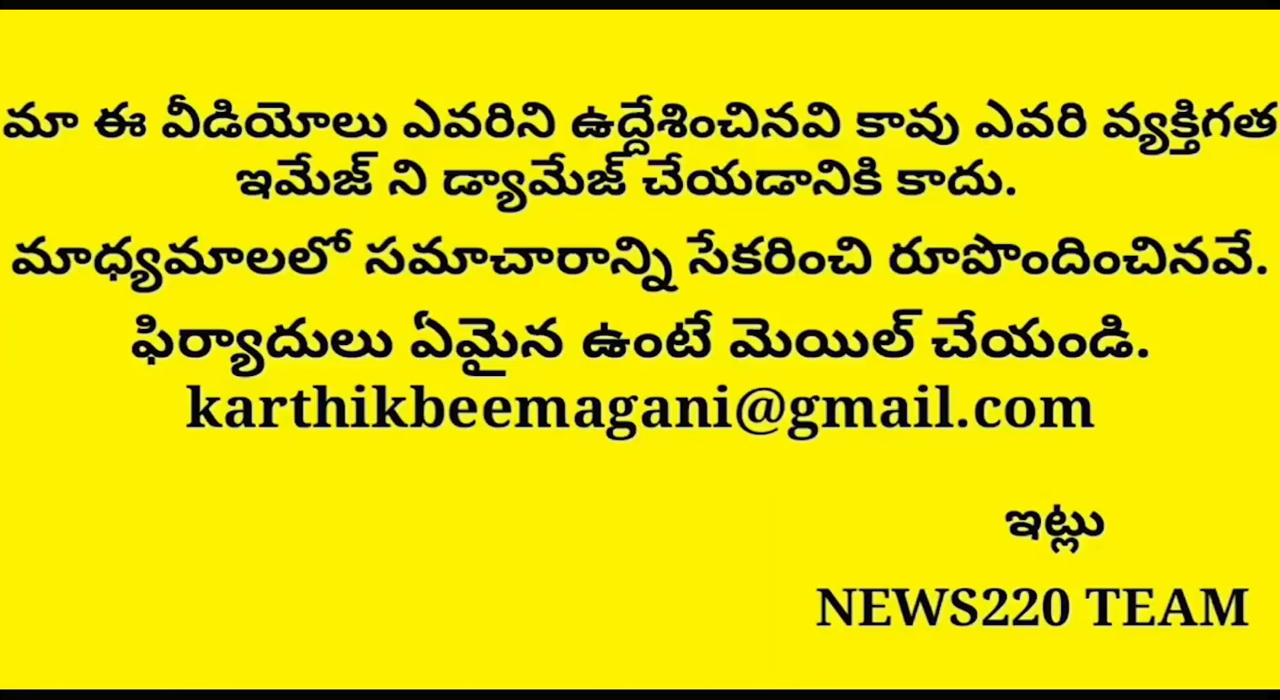 మా ఈ వీడియోలు ఎవరిని ఉద్దేశించినవి కావు ఎవరి వ్యక్తిగత
ఇమేజ్ ని డ్యామేజ్ చేయడానికి కాదు.
మాధ్యమాలలో సమాచారాన్ని సేకరించి రూపొందించినవే.
ఫిర్యాదులు ఏమైన ఉంటే మెయిల్ చేయండి.
karthikbeemagani@gmail.com
ఇట్లు
NEWS220 TEAM